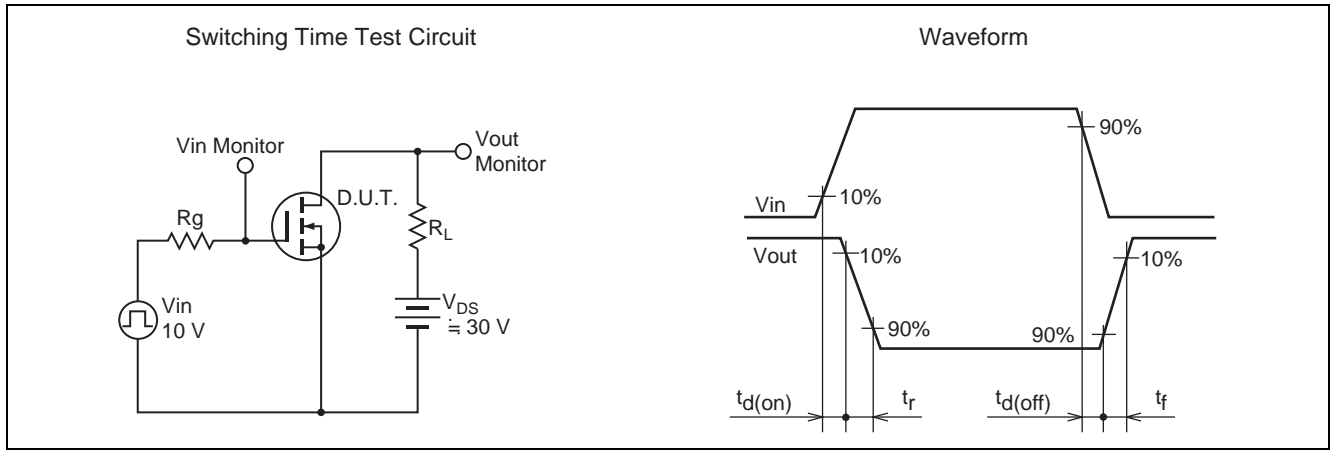 Switching Time Test Circuit
Vin Monitor
Vout
Monitor
D.U.T.
Rg
RL
Vin
10 V
VDS
≒ 30 V
Waveform
90%
10%
Vin
Vout
10%
10%
90%
90%
td(on)
tr
td(off)
tf